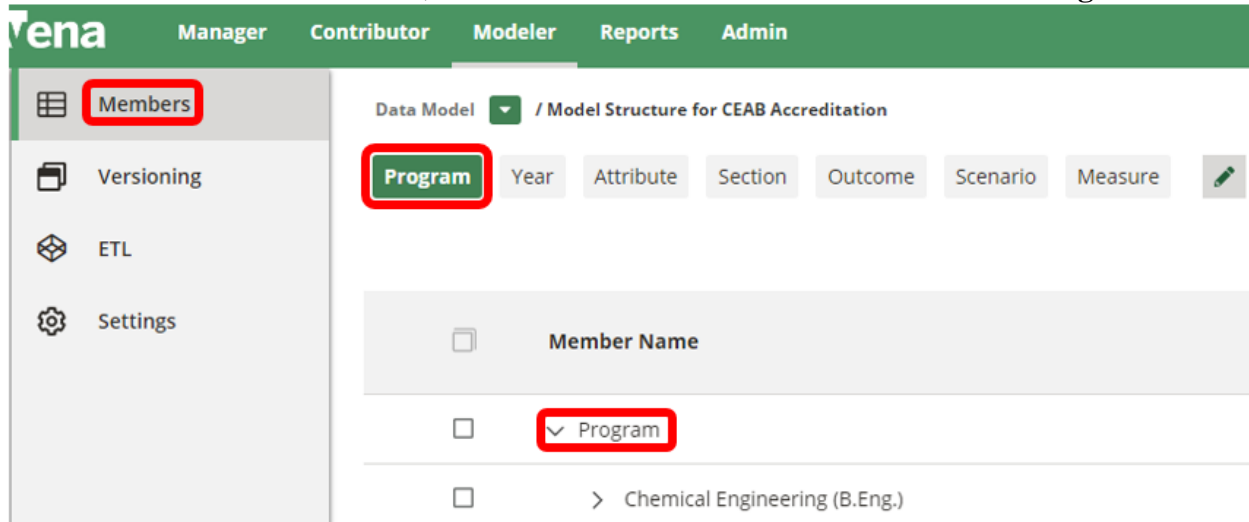 Vena Manager Contributor Modeler Reports Admin
Members
Data Model / Model Structure for CEAB Accreditation
Versioning
Program Year Attribute Section Outcome Scenario Measure
ETL
Settings
Member Name
Program
Chemical Engineering (B.Eng.)